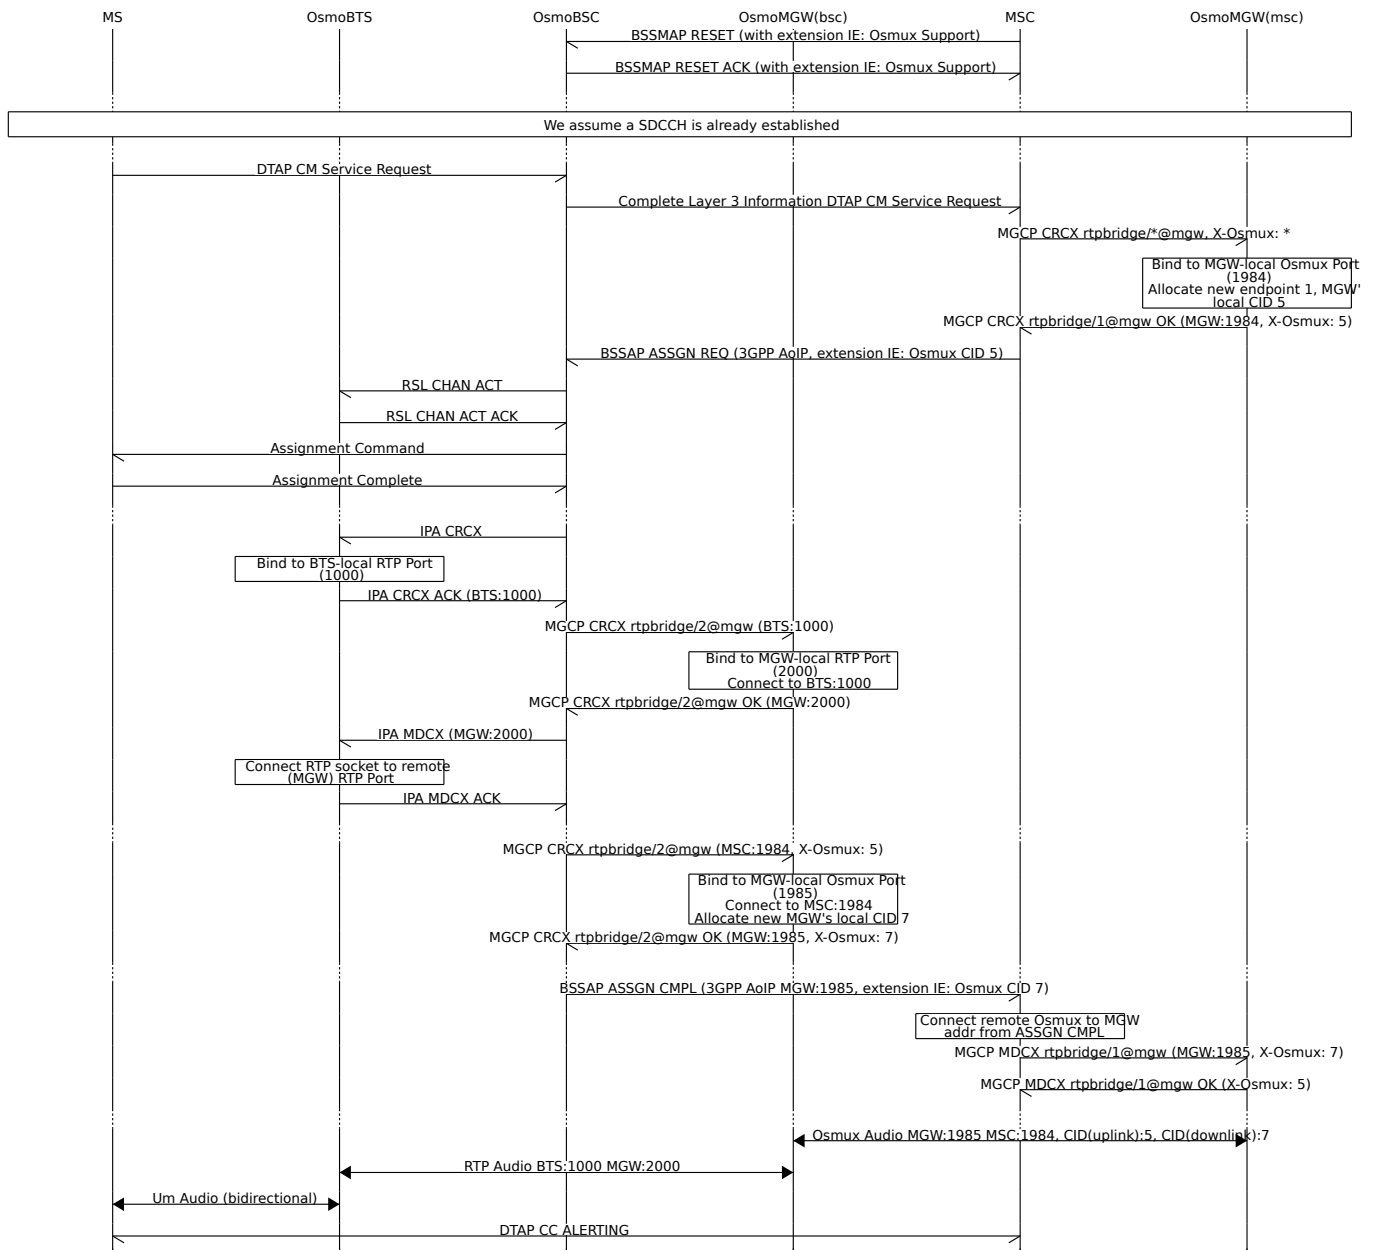 MS OsmoBTS OsmoBSC OsmoMGW(bsc) MSC OsmoMGW(msc)
BSSMAP RESET (with extension IE: Osmux Support)
BSSMAP RESET ACK (with extension IE: Osmux Support)
We assume a SDCCH is already established
DTAP CM Service Request
Complete Layer 3 Information DTAP CM Service Request
MGCP CRCX rtpbridge/*@mgw, X-Osmux: *
Bind to MGW-local Osmux Port
(1984)
Allocate new endpoint 1, MGW'
local CID 5
MGCP CRCX rtpbridge/1@mgw OK (MGW:1984, X-Osmux: 5)
BSSAP ASSGN REQ (3GPP AoIP, extension IE: Osmux CID 5)
RSL CHAN ACT
RSL CHAN ACT ACK
Assignment Command
Assignment Complete
IPA CRCX
Bind to BTS-local RTP Port
(1000)
IPA CRCX ACK (BTS:1000)
MGCP CRCX rtpbridge/2@mgw (BTS:1000)
Bind to MGW-local RTP Port
(2000)
Connect to BTS:1000
MGCP CRCX rtpbridge/2@mgw OK (MGW:2000)
IPA MDCX (MGW:2000)
Connect RTP socket to remote
(MGW) RTP Port
IPA MDCX ACK
MGCP CRCX rtpbridge/2@mgw (MSC:1984, X-Osmux: 5)
Bind to MGW-local Osmux Port
(1985)
Connect to MSC:1984
Allocate new MGW's local CID 7
MGCP CRCX rtpbridge/2@mgw OK (MGW:1985, X-Osmux: 7)
BSSAP ASSGN CMPL (3GPP AoIP MGW:1985, extension IE: Osmux CID 7)
Connect remote Osmux to MGW
addr from ASSGN CMPL
MGCP MDCX rtpbridge/1@mgw (MGW:1985, X-Osmux: 7)
MGCP MDCX rtpbridge/1@mgw OK (X-Osmux: 5)
Osmux Audio MGW:1985 MSC:1984, CID(uplink):5, CID(downlink):7
RTP Audio BTS:1000 MGW:2000
Um Audio (bidirectional)
DTAP CC ALERTING